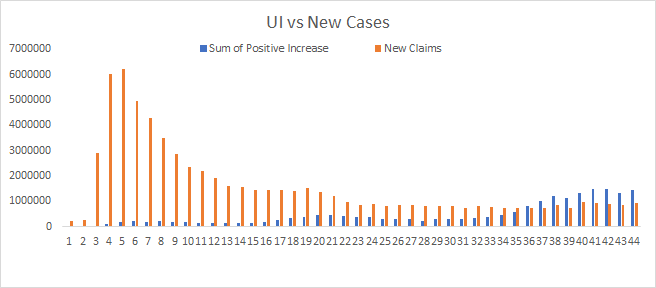 UI vs New Cases
Sum of Positive Increase New Claims
7000000
6000000
5000000
4000000
3000000
2000000
1000000
0
1 2 3 4 5 6 7 8 9 10 11 12 13 14 15 16 17 18 19 20 21 22 23 24 25 26 27 28 29 30 31 32 33 34 35 36 37 38 39 40 41 42 43 44